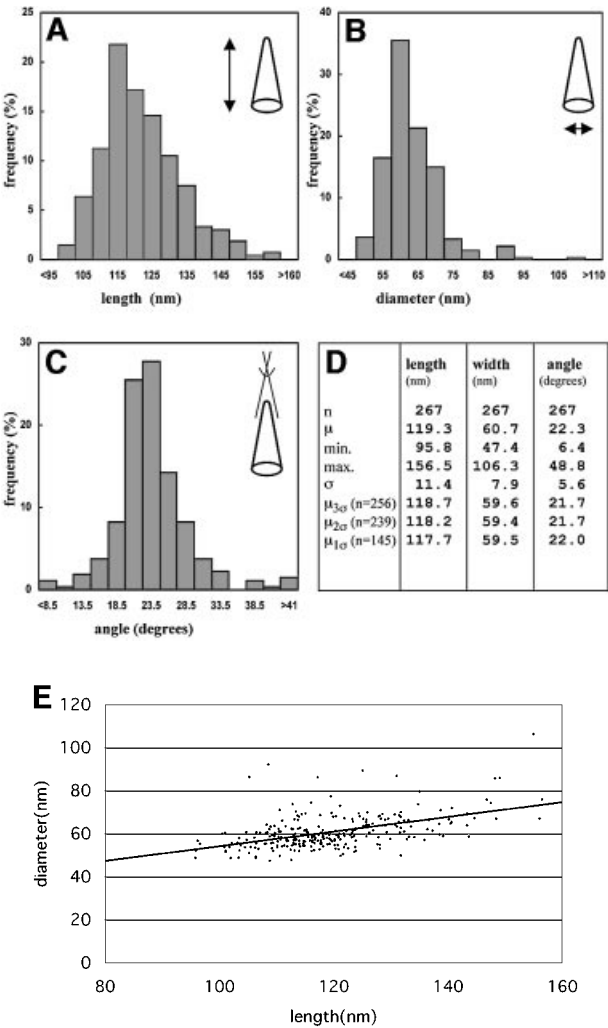 A
25
20
15
10
5
0
frequency (%)
<95 105 115 125 135 145 155 >160
length (nm)
B
40
30
20
10
0
frequency (%)
<45 55 65 75 85 95 105 >110
diameter (nm)
C
30
20
10
0
frequency (%)
<8.5 13.5 18.5 23.5 28.5 33.5 38.5 >41
angle (degrees)
D
length width angle
(nm) (nm) (degrees)
n 267 267 267
μ 119.3 60.7 22.3
min. 95.8 47.4 6.4
max. 156.5 106.3 48.8
σ 11.4 7.9 5.6
μ3σ (n=256) 118.7 59.6 21.7
μ2σ (n=239) 118.2 59.4 21.7
μ1σ (n=145) 117.7 59.5 22.0
E
120
100
80
60
40
20
0
diameter(nm)
80 100 120 140 160
length(nm)